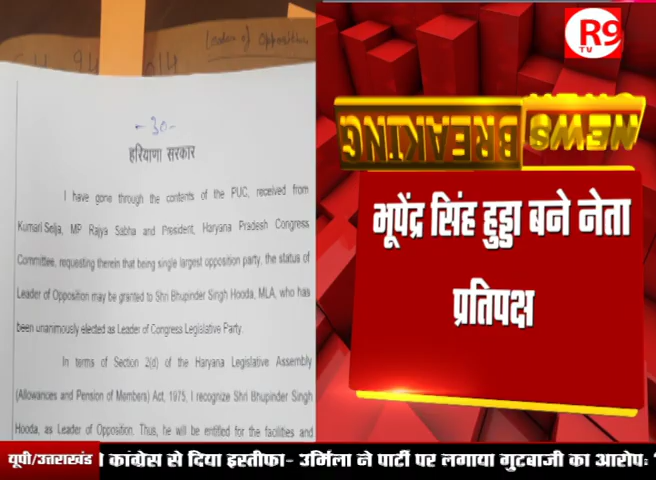 Leader of Opposition
- 30 -
हरियाणा सरकार
I have gone through the contents of the PUC, received from
Kumari Selja, MP Rajya Sabha and President, Haryana Pradesh Congress
Committee, requesting therein that being single largest opposition party, the status of
Leader of Opposition may be granted to Shri Bhupinder Singh Hooda, MLA, who has
been unanmously elected as Leader of Congress Legislative Party.
In terms of Section 2(d) of the Haryana Legislative Assembly
(Allowances and Pension of Members) Act, 1975, I recognize Shri Bhupinder Singh
Hooda, as Leader of Opposition. Thus, he will be entitled for the facilities and
R9
TV
BREAKING NEWS
भूपेंद्र सिंह हुड्डा बने नेता
प्रतिपक्ष
यूपी/उत्तराखंड
कांग्रेस से दिया इस्तीफा- उर्मिला ने पार्टी पर लगाया गुटबाजी का आरोप